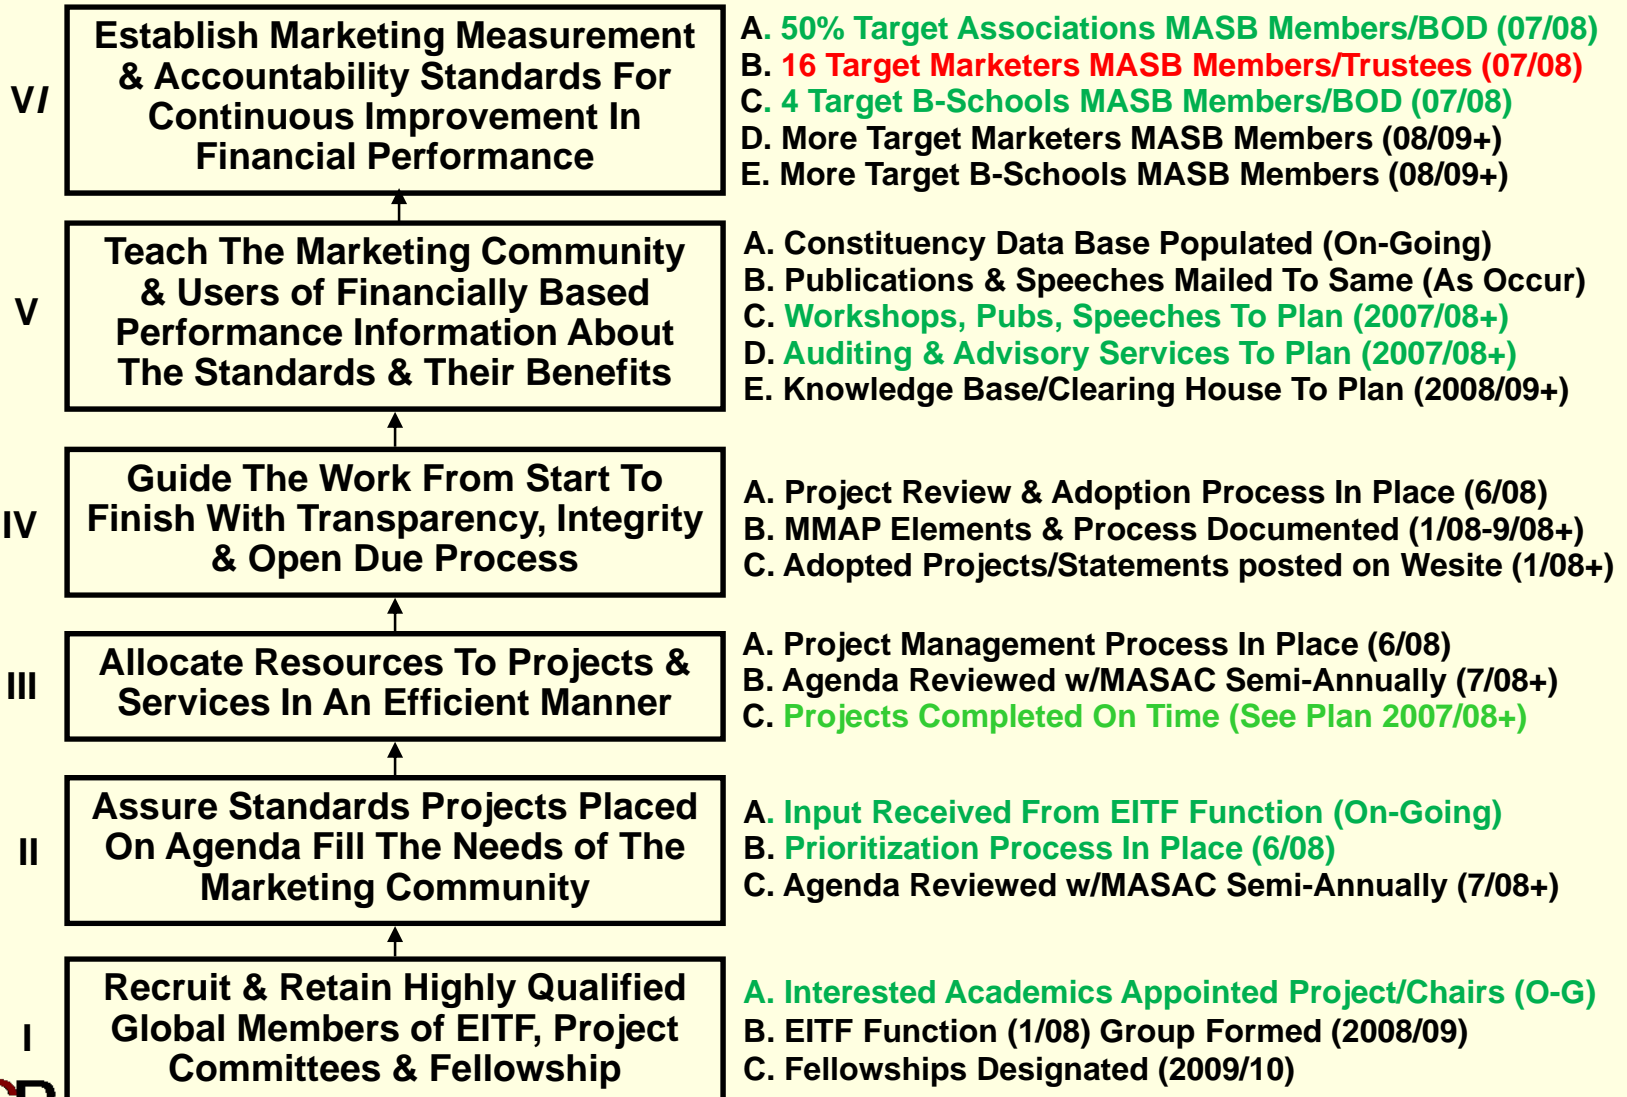 VI
Establish Marketing Measurement
& Accountability Standards For
Continuous Improvement In
Financial Performance
A. 50% Target Associations MASB Members/BOD (07/08)
B. 16 Target Marketers MASB Members/Trustees (07/08)
C. 4 Target B-Schools MASB Members/BOD (07/08)
D. More Target Marketers MASB Members (08/09+)
E. More Target B-Schools MASB Members (08/09+)
V
Teach The Marketing Community
& Users of Financially Based
Performance Information About
The Standards & Their Benefits
A. Constituency Data Base Populated (On-Going)
B. Publications & Speeches Mailed To Same (As Occur)
C. Workshops, Pubs, Speeches To Plan (2007/08+)
D. Auditing & Advisory Services To Plan (2007/08+)
E. Knowledge Base/Clearing House To Plan (2008/09+)
IV
Guide The Work From Start To
Finish With Transparency, Integrity
& Open Due Process
A. Project Review & Adoption Process In Place (6/08)
B. MMAP Elements & Process Documented (1/08-9/08+)
C. Adopted Projects/Statements posted on Wesite (1/08+)
III
Allocate Resources To Projects &
Services In An Efficient Manner
A. Project Management Process In Place (6/08)
B. Agenda Reviewed w/MASAC Semi-Annually (7/08+)
C. Projects Completed On Time (See Plan 2007/08+)
II
Assure Standards Projects Placed
On Agenda Fill The Needs of The
Marketing Community
A. Input Received From EITF Function (On-Going)
B. Prioritization Process In Place (6/08)
C. Agenda Reviewed w/MASAC Semi-Annually (7/08+)
I
Recruit & Retain Highly Qualified
Global Members of EITF, Project
Committees & Fellowship
A. Interested Academics Appointed Project/Chairs (O-G)
B. EITF Function (1/08) Group Formed (2008/09)
C. Fellowships Designated (2009/10)